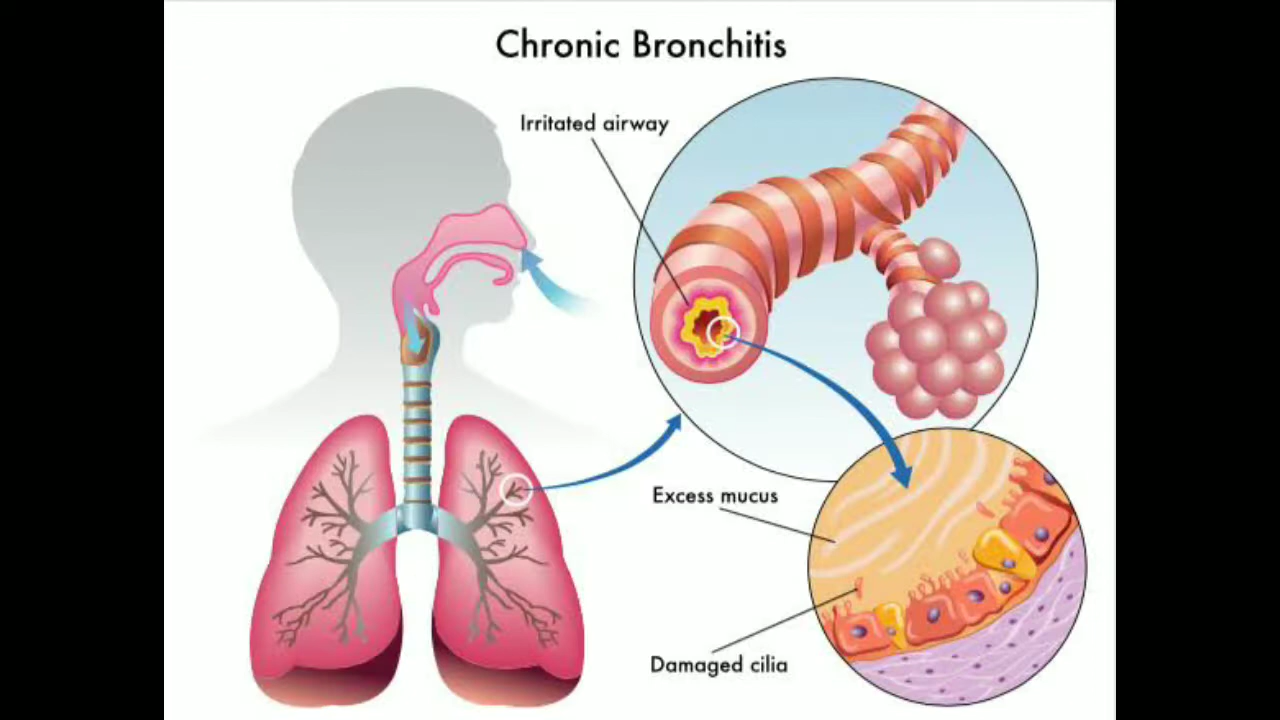 Chronic Bronchitis
Irritated airway
Excess mucus
Damaged cilia